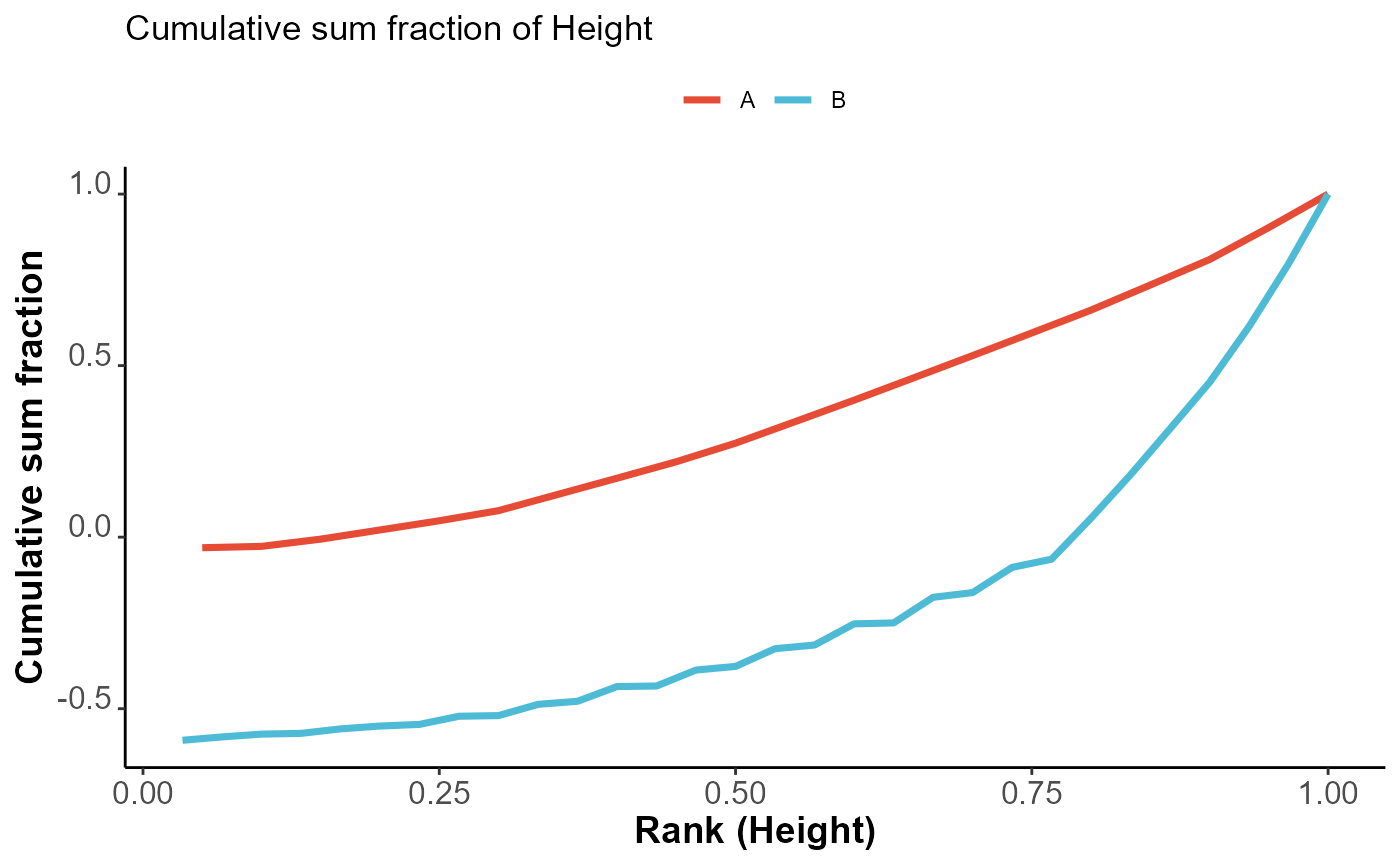 Cumulative sum fraction of Height
A B
Cumulative sum fraction
1.0
0.5
0.0
-0.5
0.00 0.25 0.50 0.75 1.00
Rank (Height)